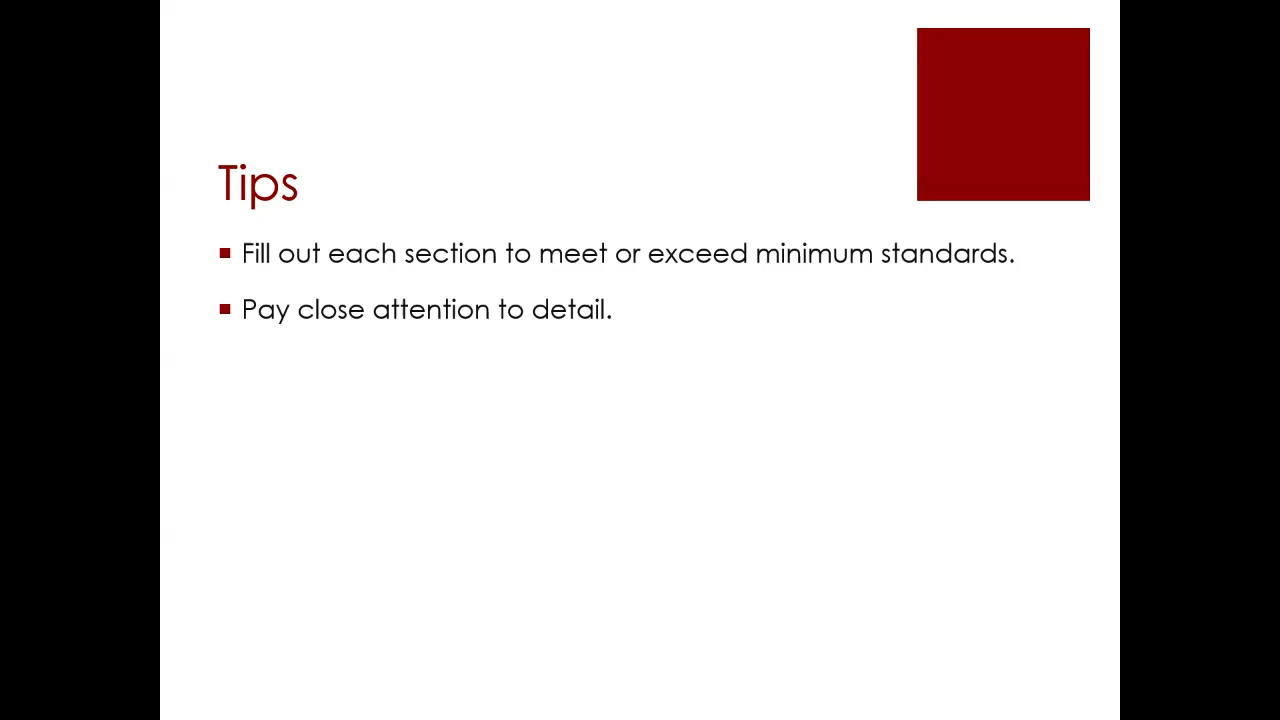 Tips
Fill out each section to meet or exceed minimum standards.
Pay close attention to detail.